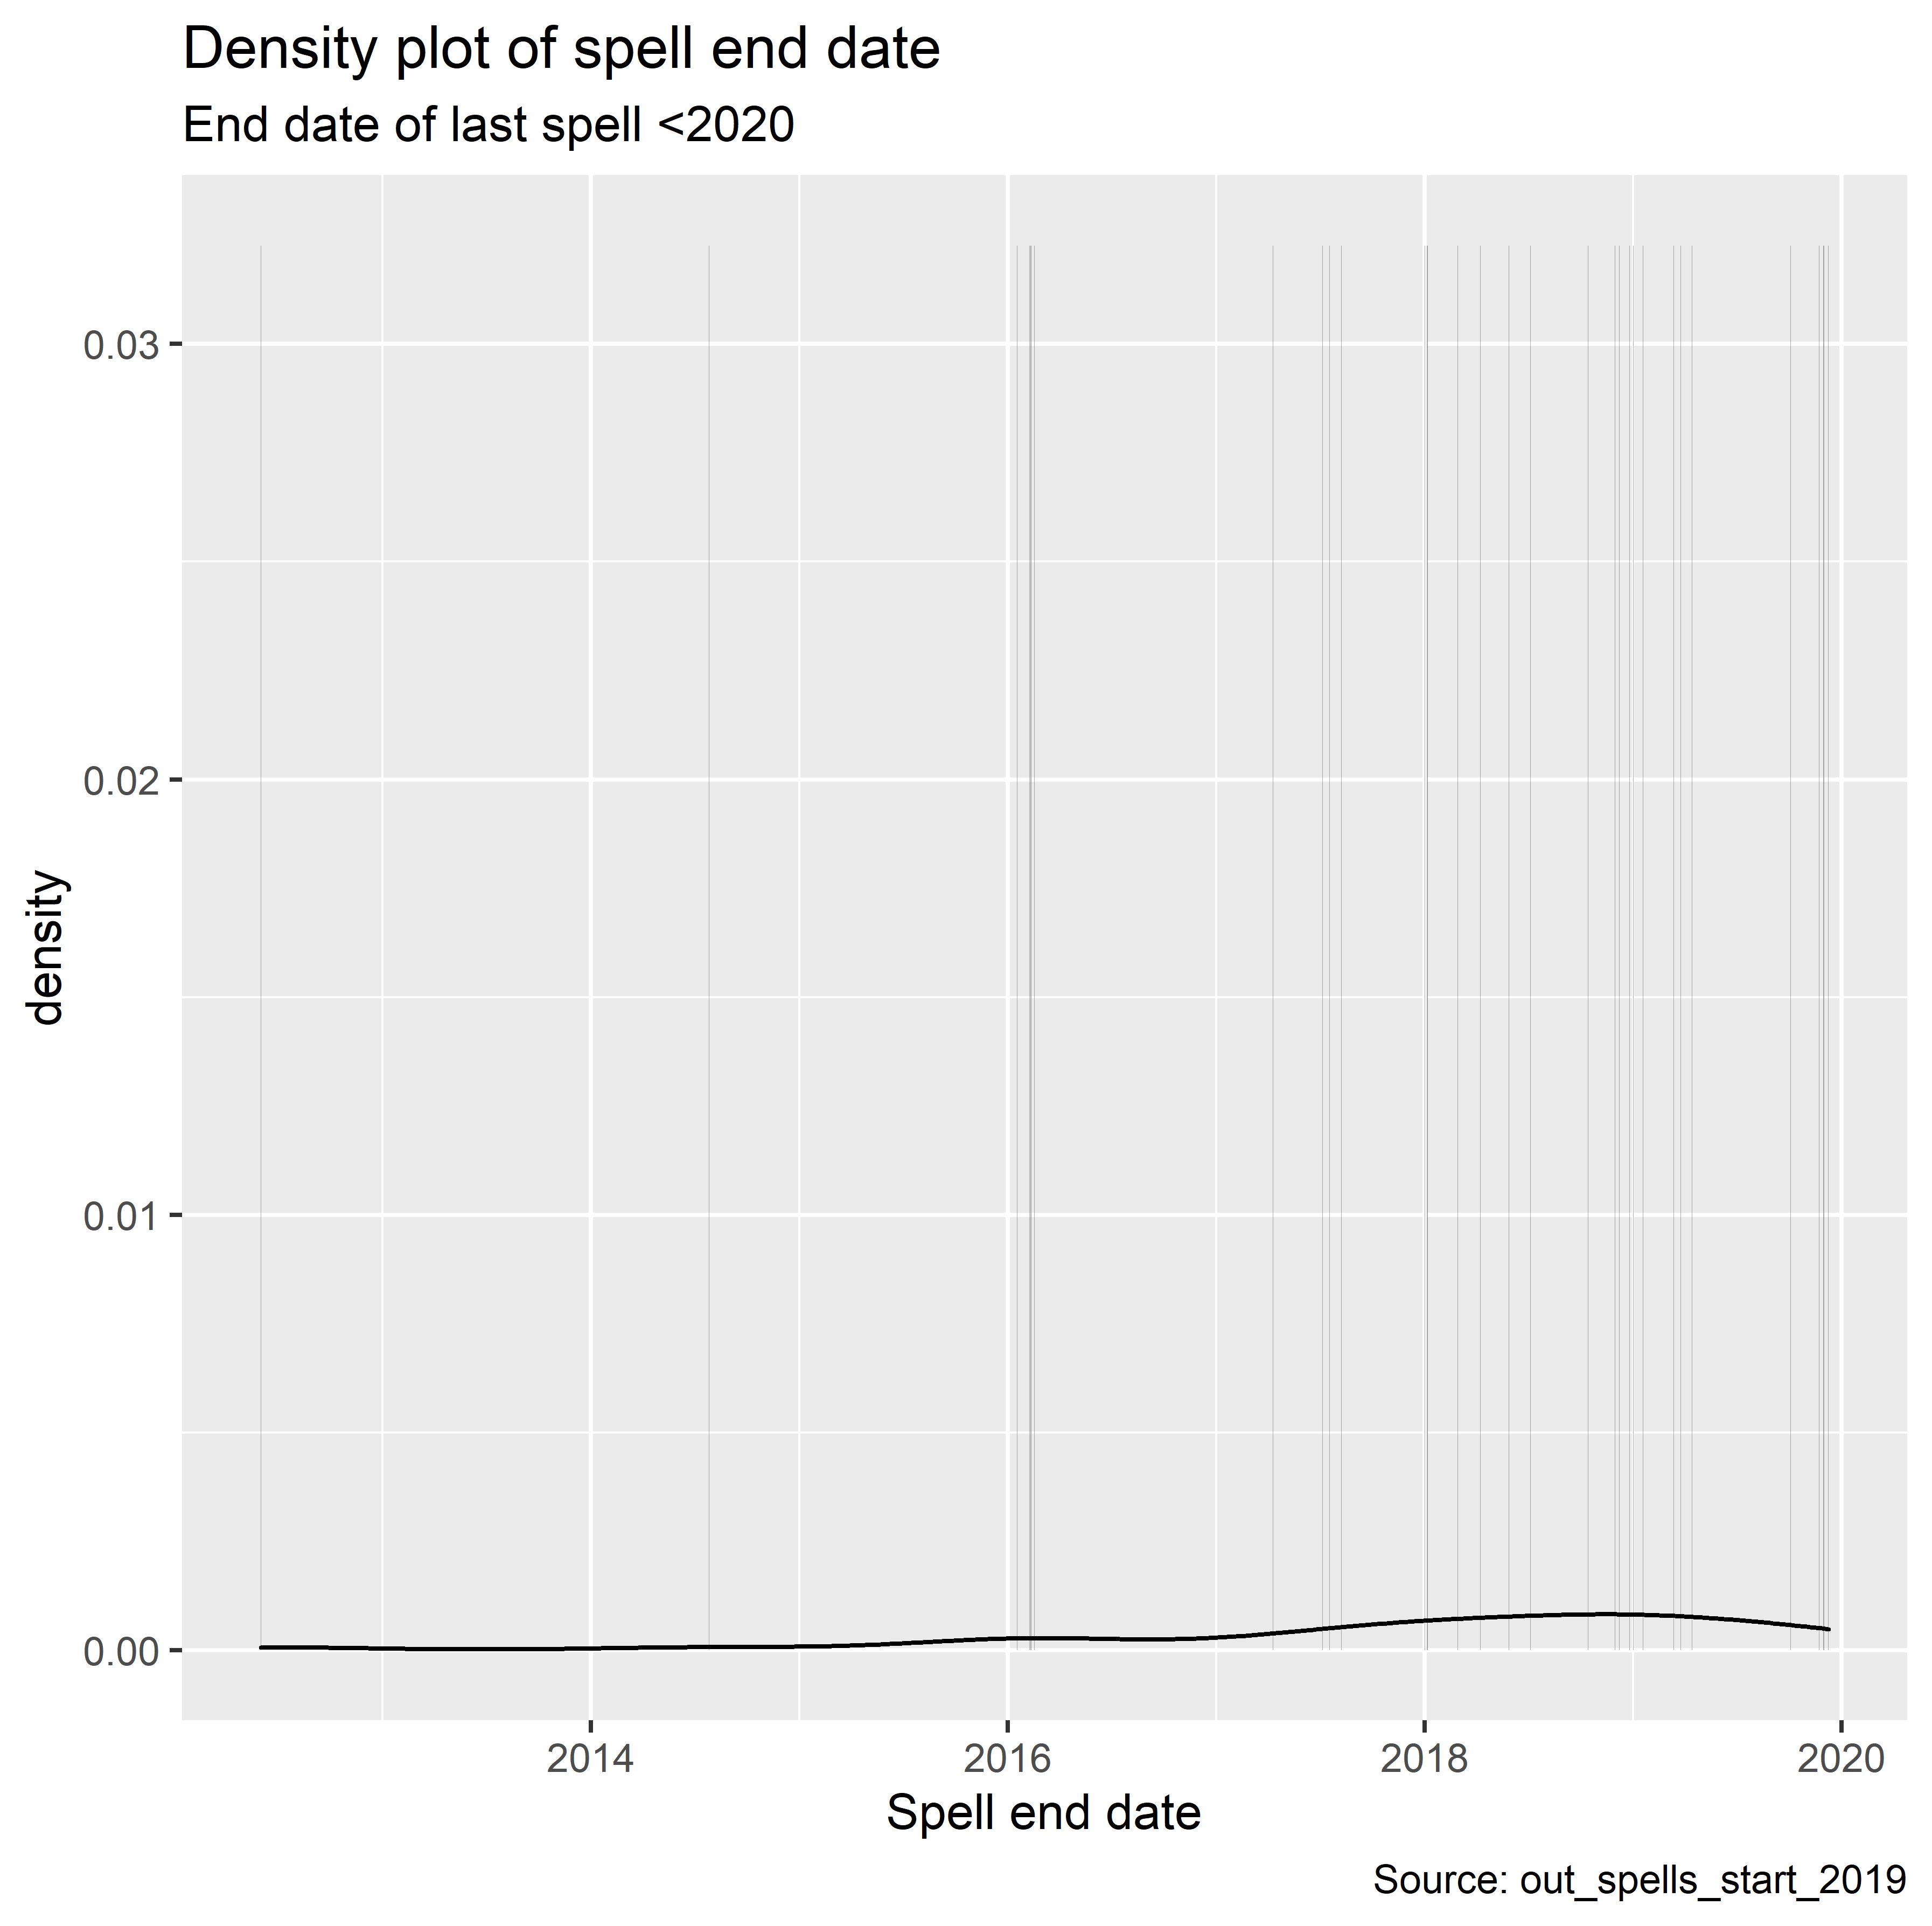 Density plot of spell end date
End date of last spell <2020
0.03
0.02
0.01
0.00
density
2014 2016 2018 2020
Spell end date
Source: out_spells_start_2019